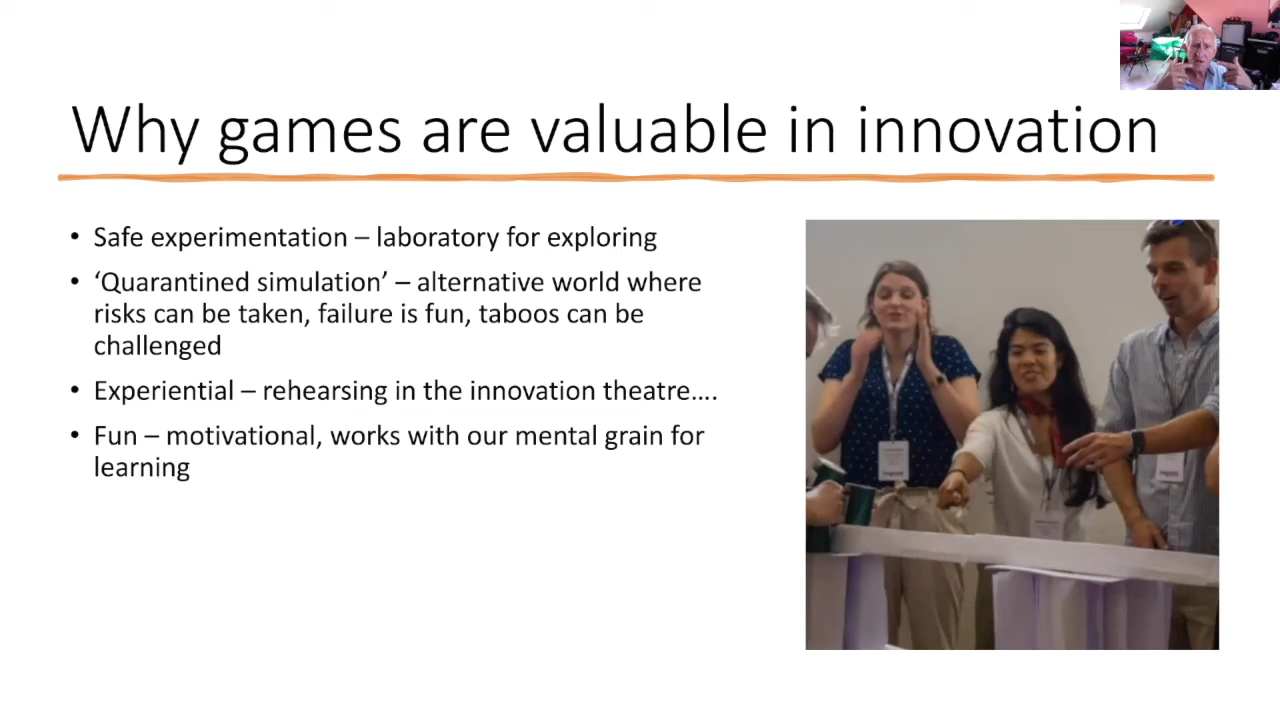 Why games are valuable in innovation
• Safe experimentation – laboratory for exploring
• ‘Quarantined simulation’ – alternative world where
risks can be taken, failure is fun, taboos can be
challenged
• Experiential – rehearsing in the innovation theatre….
• Fun – motivational, works with our mental grain for
learning